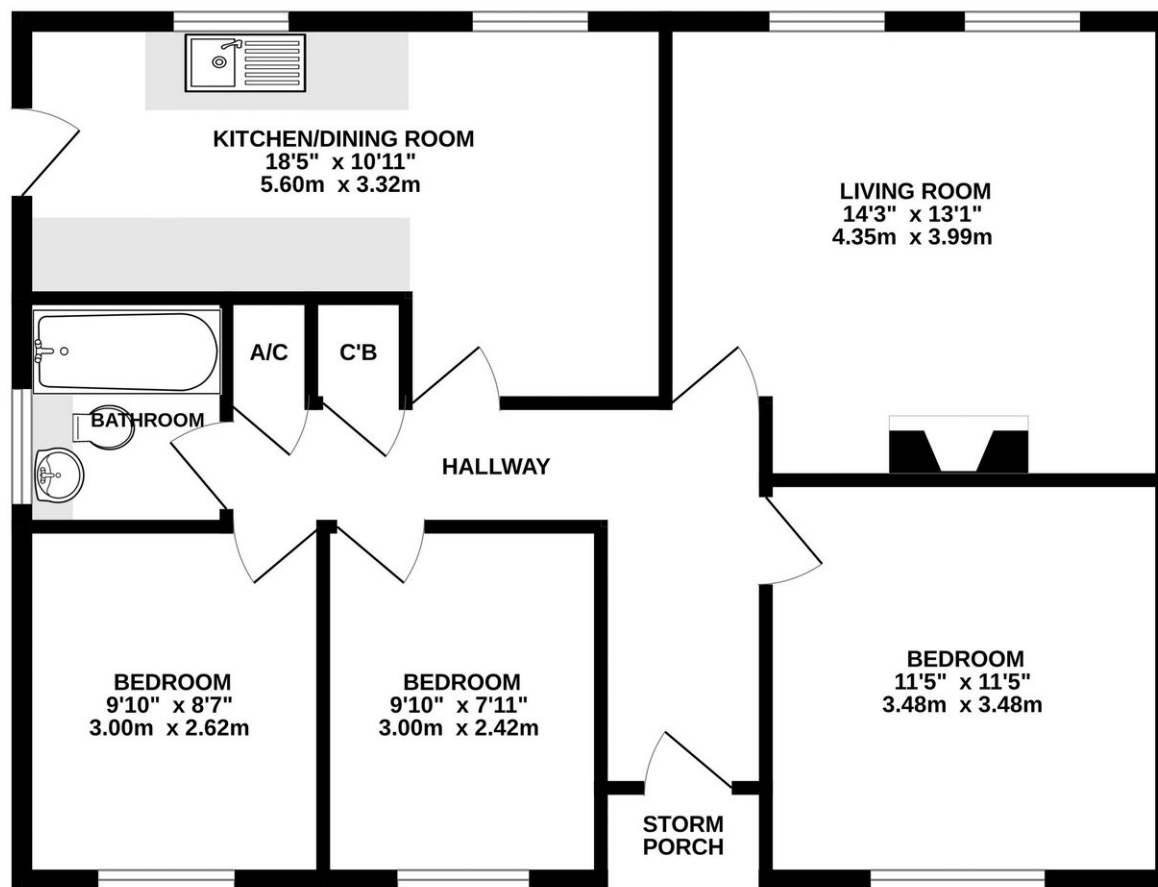 KITCHEN/DINING ROOM
18'5" x 10'11"
5.60m x 3.32m
LIVING ROOM
14'3" x 13'1"
4.35m x 3.99m
A/C
C'B
BATHROOM
HALLWAY
BEDROOM
9'10" x 8'7"
3.00m x 2.62m
BEDROOM
9'10" x 7'11"
3.00m x 2.42m
BEDROOM
11'5" x 11'5"
3.48m x 3.48m
STORM
PORCH